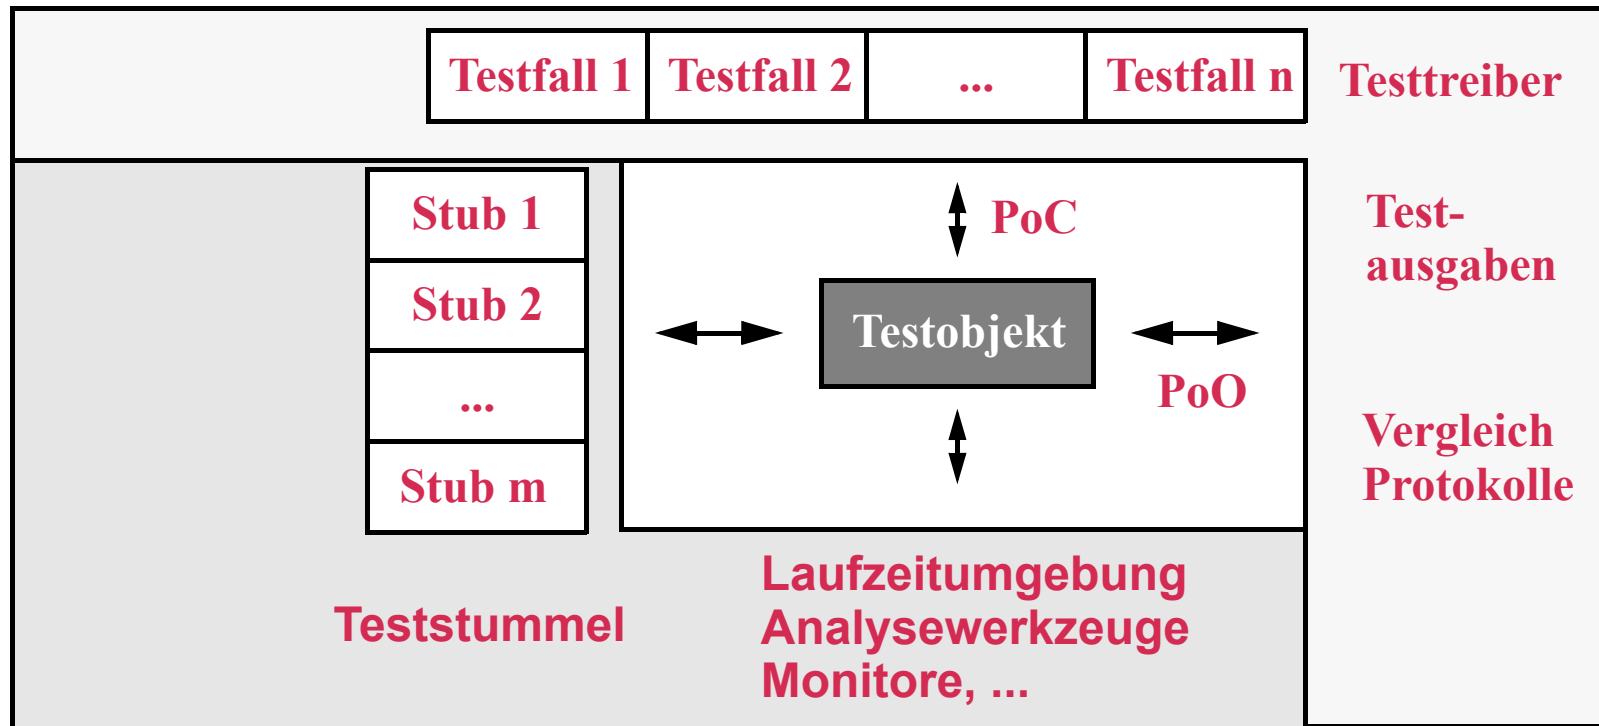 Testfall 1
Testfall 2
...
Testfall n
Testtreiber
Stub 1
Stub 2
...
Stub m
PoC
Testobjekt
PoO
Test-
ausgaben
Vergleich
Protokolle
Teststummel
Laufzeitumgebung
Analysewerkzeuge
Monitore, ...